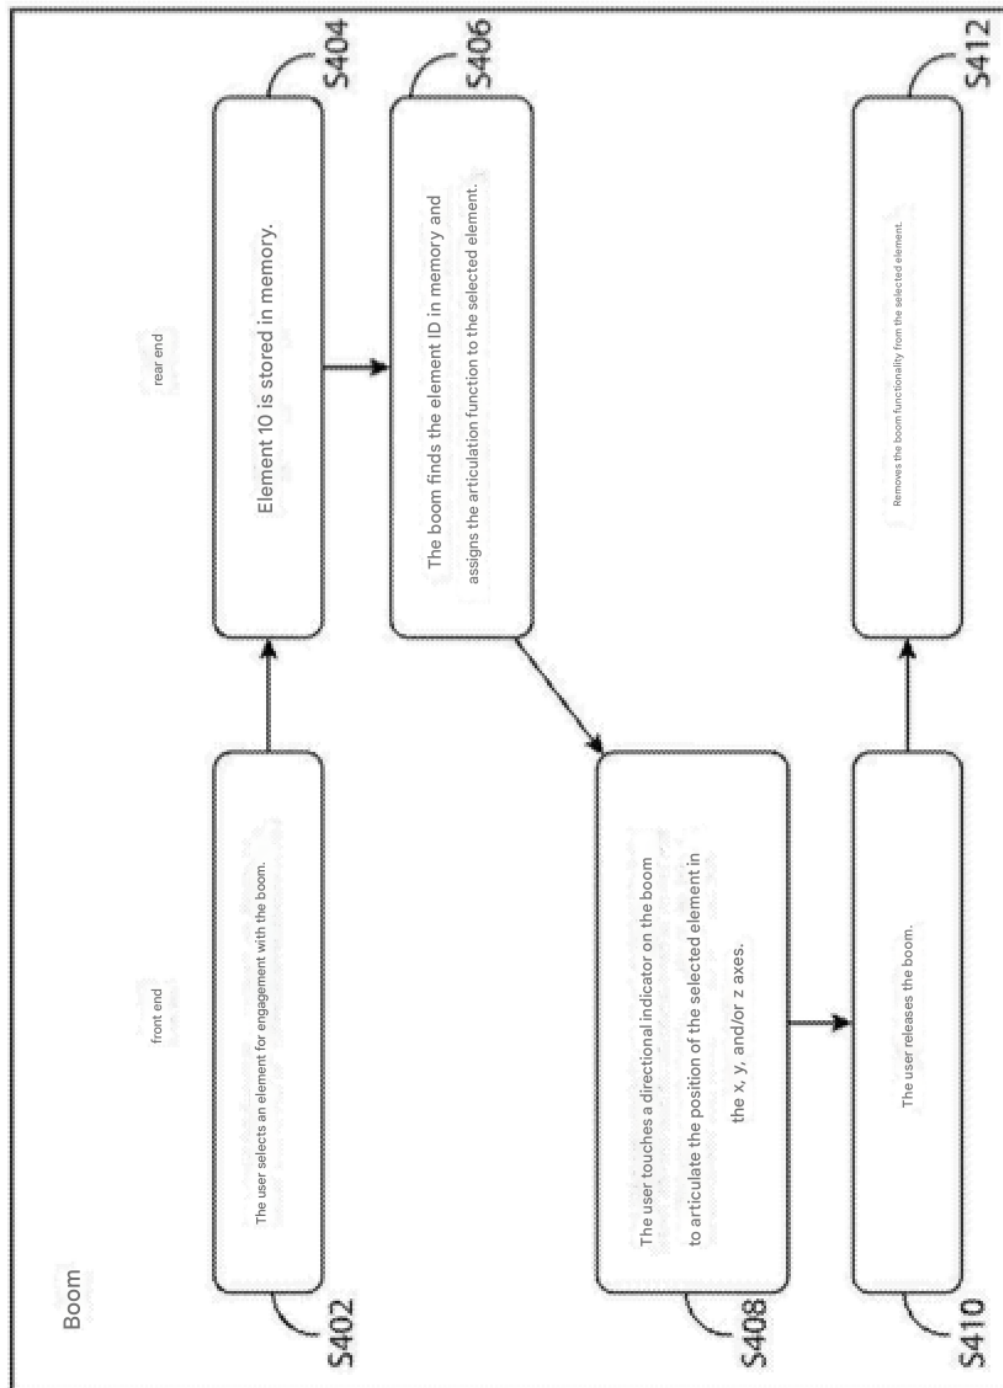 Boom
front end
rear end
The user selects an element for engagement with the boom.
S402
Element 10 is stored in memory.
S404
The boom finds the element ID in memory and
assigns the articulation function to the selected element.
S406
The user touches a directional indicator on the boom
to articulate the position of the selected element in
the x, y, and/or z axes.
S408
The user releases the boom.
S410
Removes the boom functionality from the selected element.
S412